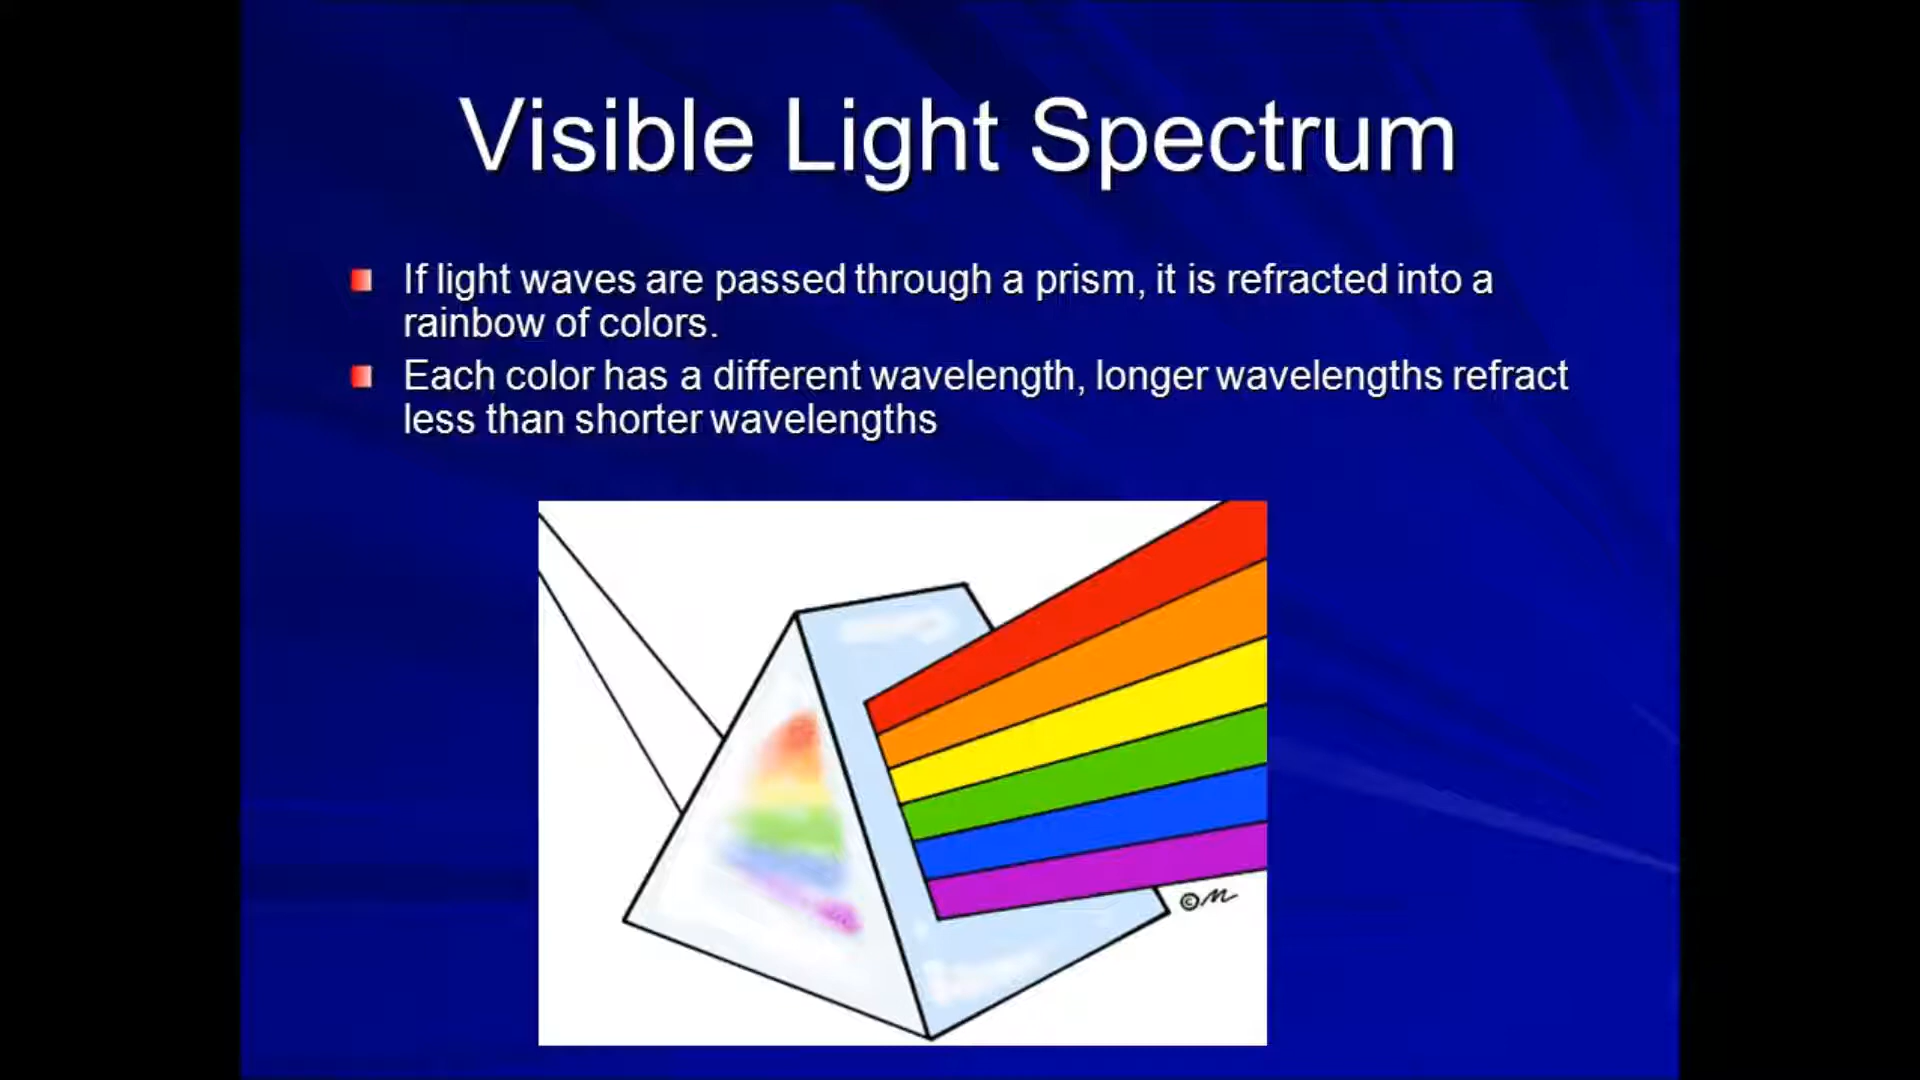 Visible Light Spectrum
If light waves are passed through a prism, it is refracted into a
rainbow of colors.
Each color has a different wavelength, longer wavelengths refract
less than shorter wavelengths
©M